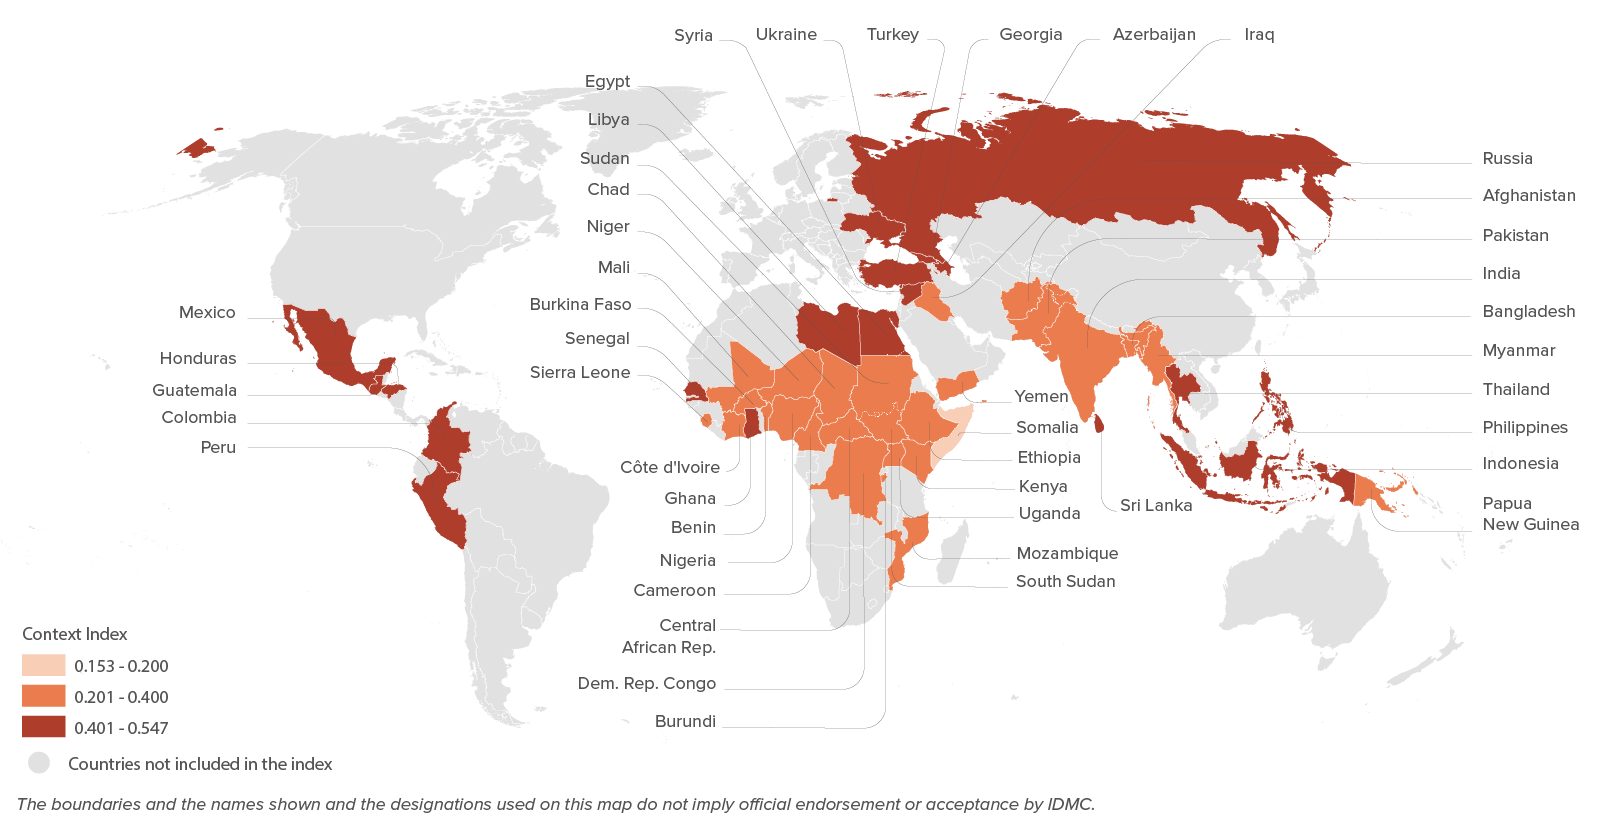 Syria
Ukraine
Turkey
Georgia
Azerbaijan
Iraq
Egypt
Libya
Sudan
Chad
Niger
Mali
Burkina Faso
Senegal
Sierra Leone
Mexico
Honduras
Guatemala
Colombia
Peru
Russia
Afghanistan
Pakistan
India
Bangladesh
Myanmar
Thailand
Philippines
Indonesia
Papua
New Guinea
Yemen
Somalia
Ethiopia
Kenya
Uganda
Mozambique
South Sudan
Sri Lanka
Côte d'Ivoire
Ghana
Benin
Nigeria
Cameroon
Central
African Rep.
Dem. Rep. Congo
Burundi
Context Index
0.153 - 0.200
0.201 - 0.400
0.401 - 0.547
Countries not included in the index
The boundaries and the names shown and the designations used on this map do not imply official endorsement or acceptance by IDMC.